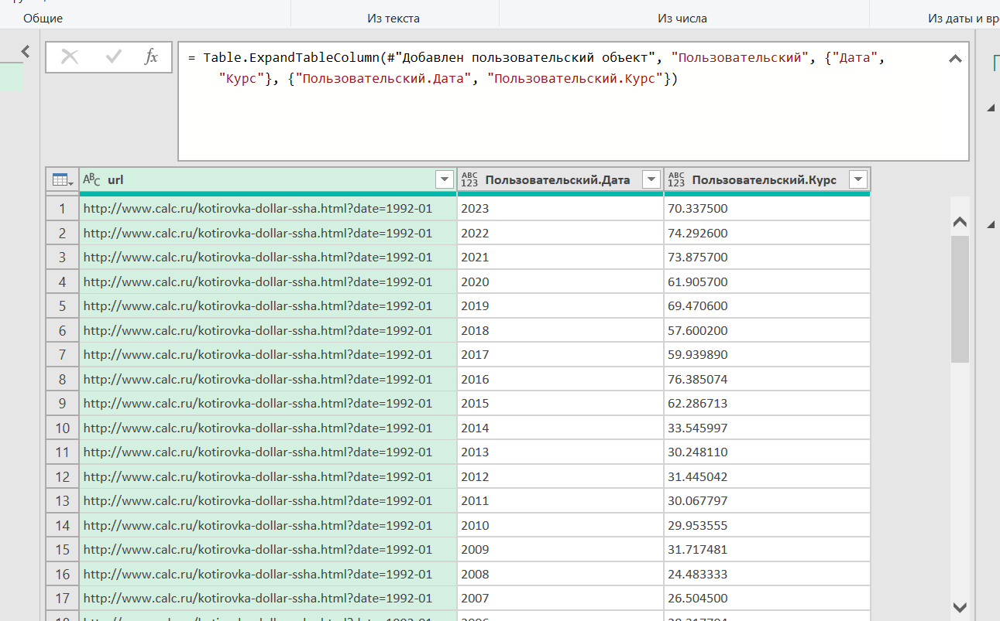 Общие Из текста Из числа Из даты и вр
fx
= Table.ExpandTableColumn(#"Добавлен пользовательский объект", "Пользовательский", {"Дата",
"Курс"}, {"Пользовательский.Дата", "Пользовательский.Курс"})
ABC url ABC 123 Пользовательский.Дата ABC 123 Пользовательский.Курс
1 http://www.calc.ru/kotirovka-dollar-ssha.html?date=1992-01 2023 70.337500
2 http://www.calc.ru/kotirovka-dollar-ssha.html?date=1992-01 2022 74.292600
3 http://www.calc.ru/kotirovka-dollar-ssha.html?date=1992-01 2021 73.875700
4 http://www.calc.ru/kotirovka-dollar-ssha.html?date=1992-01 2020 61.905700
5 http://www.calc.ru/kotirovka-dollar-ssha.html?date=1992-01 2019 69.470600
6 http://www.calc.ru/kotirovka-dollar-ssha.html?date=1992-01 2018 57.600200
7 http://www.calc.ru/kotirovka-dollar-ssha.html?date=1992-01 2017 59.939890
8 http://www.calc.ru/kotirovka-dollar-ssha.html?date=1992-01 2016 76.385074
9 http://www.calc.ru/kotirovka-dollar-ssha.html?date=1992-01 2015 62.286713
10 http://www.calc.ru/kotirovka-dollar-ssha.html?date=1992-01 2014 33.545997
11 http://www.calc.ru/kotirovka-dollar-ssha.html?date=1992-01 2013 30.248110
12 http://www.calc.ru/kotirovka-dollar-ssha.html?date=1992-01 2012 31.445042
13 http://www.calc.ru/kotirovka-dollar-ssha.html?date=1992-01 2011 30.067797
14 http://www.calc.ru/kotirovka-dollar-ssha.html?date=1992-01 2010 29.953555
15 http://www.calc.ru/kotirovka-dollar-ssha.html?date=1992-01 2009 31.717481
16 http://www.calc.ru/kotirovka-dollar-ssha.html?date=1992-01 2008 24.483333
17 http://www.calc.ru/kotirovka-dollar-ssha.html?date=1992-01 2007 26.504500